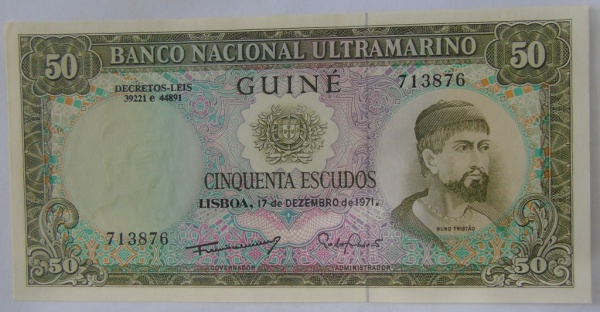 50 BANCO NACIONAL ULTRAMARINO 50
DECRETOS-LEIS
39221 e 44891
GUINÉ
713876
CINQUENTA ESCUDOS
LISBOA, 17 de DEZEMBRO de 1971.
NUNO TRISTÃO
713876
GOVERNADOR
ADMINISTRADOR
50
50